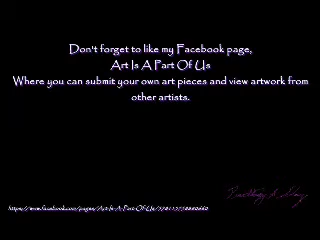 Don't forget to like my Facebook page,
Art Is A Part Of Us
Where you can submit your own art pieces and view artwork from
other artists.